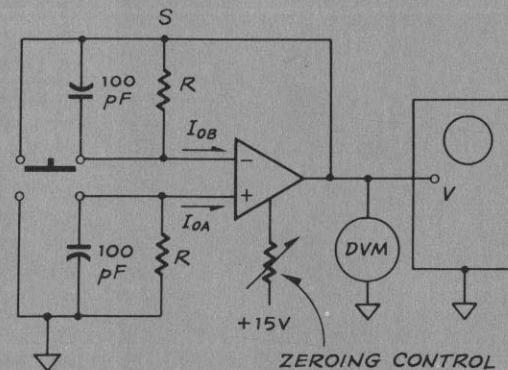 S
100
pF
R
I0B
−
+
I0A
V
100
pF
R
DVM
+15V
ZEROING CONTROL